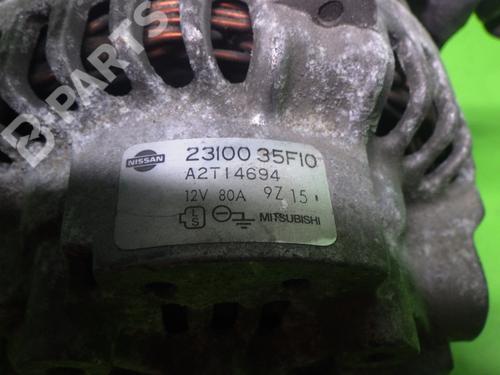 B-PARTS
NISSAN
23100 35F10
A2T14694
12V 80A 9Z 15
L
S
MITSUBISHI